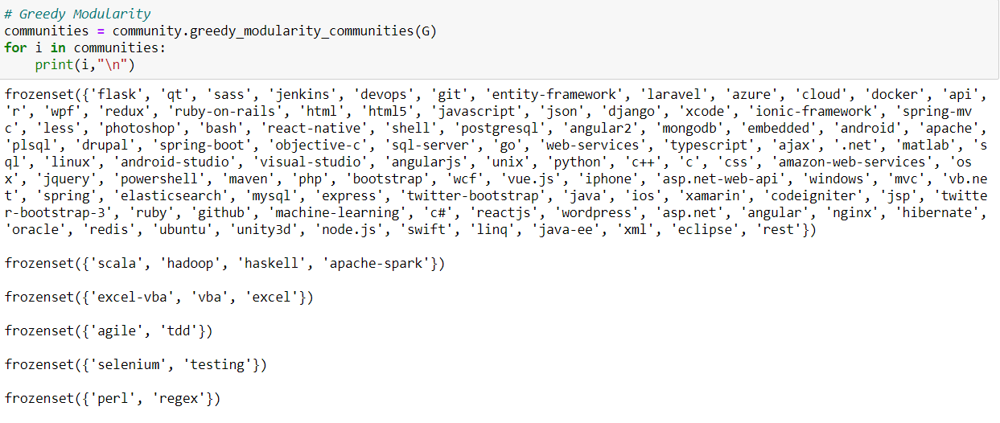 # Greedy Modularity
communities = community.greedy_modularity_communities(G)
for i in communities:
    print(i,"\n")
frozenset({'flask', 'qt', 'sass', 'jenkins', 'devops', 'git', 'entity-framework', 'laravel', 'azure', 'cloud', 'docker', 'api',
'r', 'wpf', 'redux', 'ruby-on-rails', 'html', 'html5', 'javascript', 'json', 'django', 'xcode', 'ionic-framework', 'spring-mv
c', 'less', 'photoshop', 'bash', 'react-native', 'shell', 'postgresql', 'angular2', 'mongodb', 'embedded', 'android', 'apache',
'plsql', 'drupal', 'spring-boot', 'objective-c', 'sql-server', 'go', 'web-services', 'typescript', 'ajax', '.net', 'matlab', 's
ql', 'linux', 'android-studio', 'visual-studio', 'angularjs', 'unix', 'python', 'c++', 'c', 'css', 'amazon-web-services', 'os
x', 'jquery', 'powershell', 'maven', 'php', 'bootstrap', 'wcf', 'vue.js', 'iphone', 'asp.net-web-api', 'windows', 'mvc', 'vb.ne
t', 'spring', 'elasticsearch', 'mysql', 'express', 'twitter-bootstrap', 'java', 'ios', 'xamarin', 'codeigniter', 'jsp', 'twitte
r-bootstrap-3', 'ruby', 'github', 'machine-learning', 'c#', 'reactjs', 'wordpress', 'asp.net', 'angular', 'nginx', 'hibernate',
'oracle', 'redis', 'ubuntu', 'unity3d', 'node.js', 'swift', 'linq', 'java-ee', 'xml', 'eclipse', 'rest'})
frozenset({'scala', 'hadoop', 'haskell', 'apache-spark'})
frozenset({'excel-vba', 'vba', 'excel'})
frozenset({'agile', 'tdd'})
frozenset({'selenium', 'testing'})
frozenset({'perl', 'regex'})